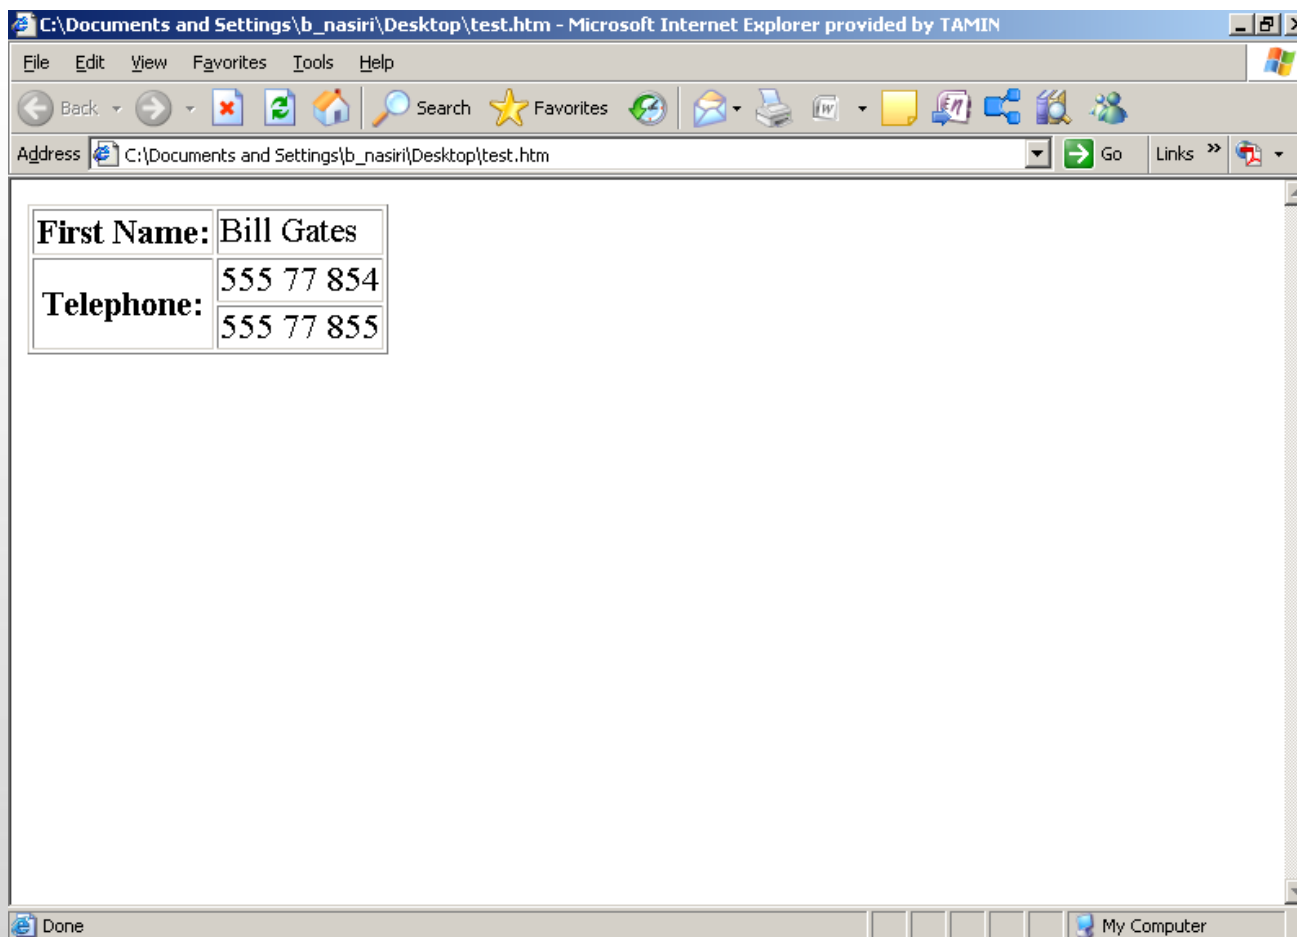 C:\Documents and Settings\b_nasiri\Desktop\test.htm - Microsoft Internet Explorer provided by TAMIN
File Edit View Favorites Tools Help
Back Search Favorites
Address C:\Documents and Settings\b_nasiri\Desktop\test.htm Go Links »
First Name: Bill Gates
Telephone: 555 77 854
555 77 855
Done My Computer